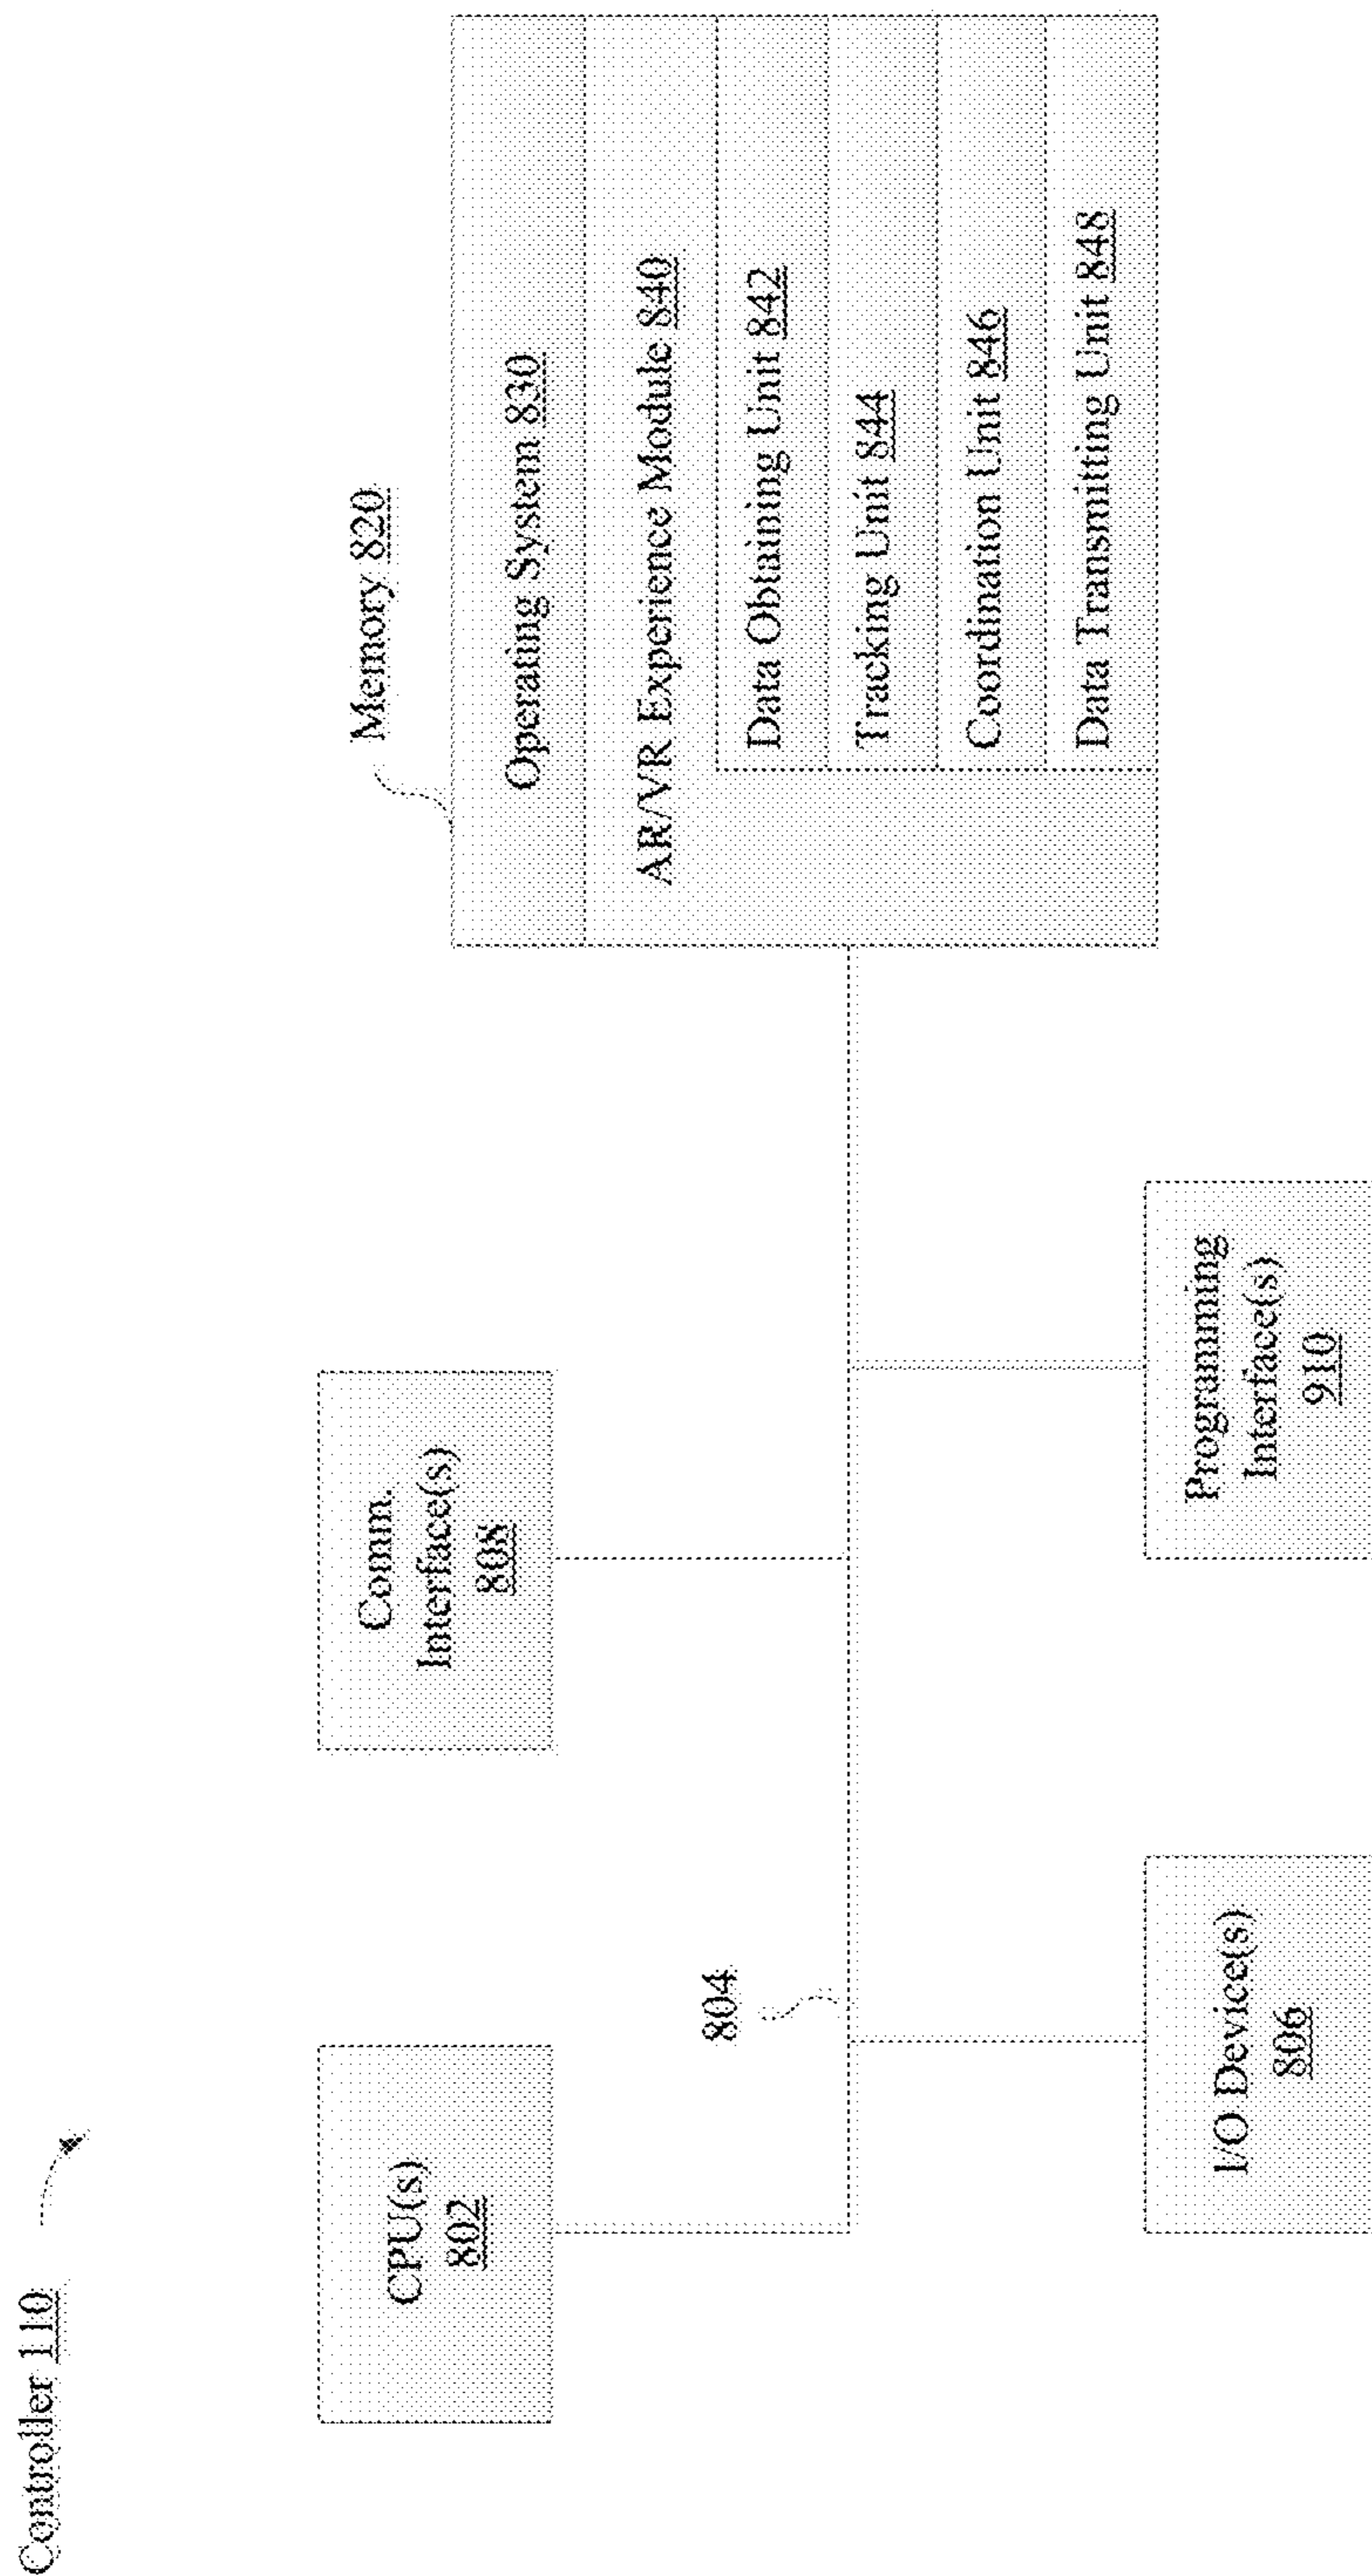 Controller 110
CPU(s)
802
Comm.
Interface(s)
808
804
I/O Device(s)
806
Programming
Interface(s)
910
Memory 820
Operating System 830
AR/VR Experience Module 840
Data Obtaining Unit 842
Tracking Unit 844
Coordination Unit 846
Data Transmitting Unit 848